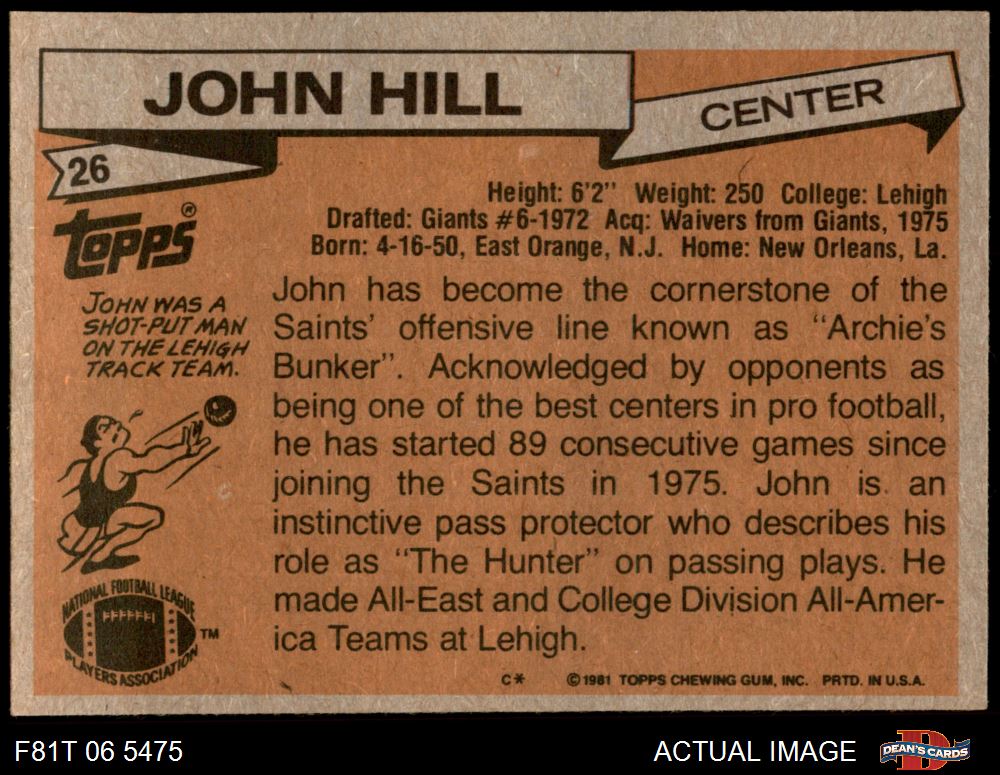 JOHN HILL
CENTER
26
Topps®
Height: 6'2'' Weight: 250 College: Lehigh
Drafted: Giants #6-1972 Acq: Waivers from Giants, 1975
Born: 4-16-50, East Orange, N.J. Home: New Orleans, La.
JOHN WAS A
SHOT-PUT MAN
ON THE LEHIGH
TRACK TEAM.
John has become the cornerstone of the
Saints' offensive line known as "Archie's
Bunker". Acknowledged by opponents as
being one of the best centers in pro football,
he has started 89 consecutive games since
joining the Saints in 1975. John is an
instinctive pass protector who describes his
role as "The Hunter" on passing plays. He
made All-East and College Division All-Amer-
ica Teams at Lehigh.
NATIONAL FOOTBALL LEAGUE
PLAYERS ASSOCIATION
TM
C* ©1981 TOPPS CHEWING GUM, INC. PRTD. IN U.S.A.
F81T 06 5475
ACTUAL IMAGE
D
DEAN'S CARDS